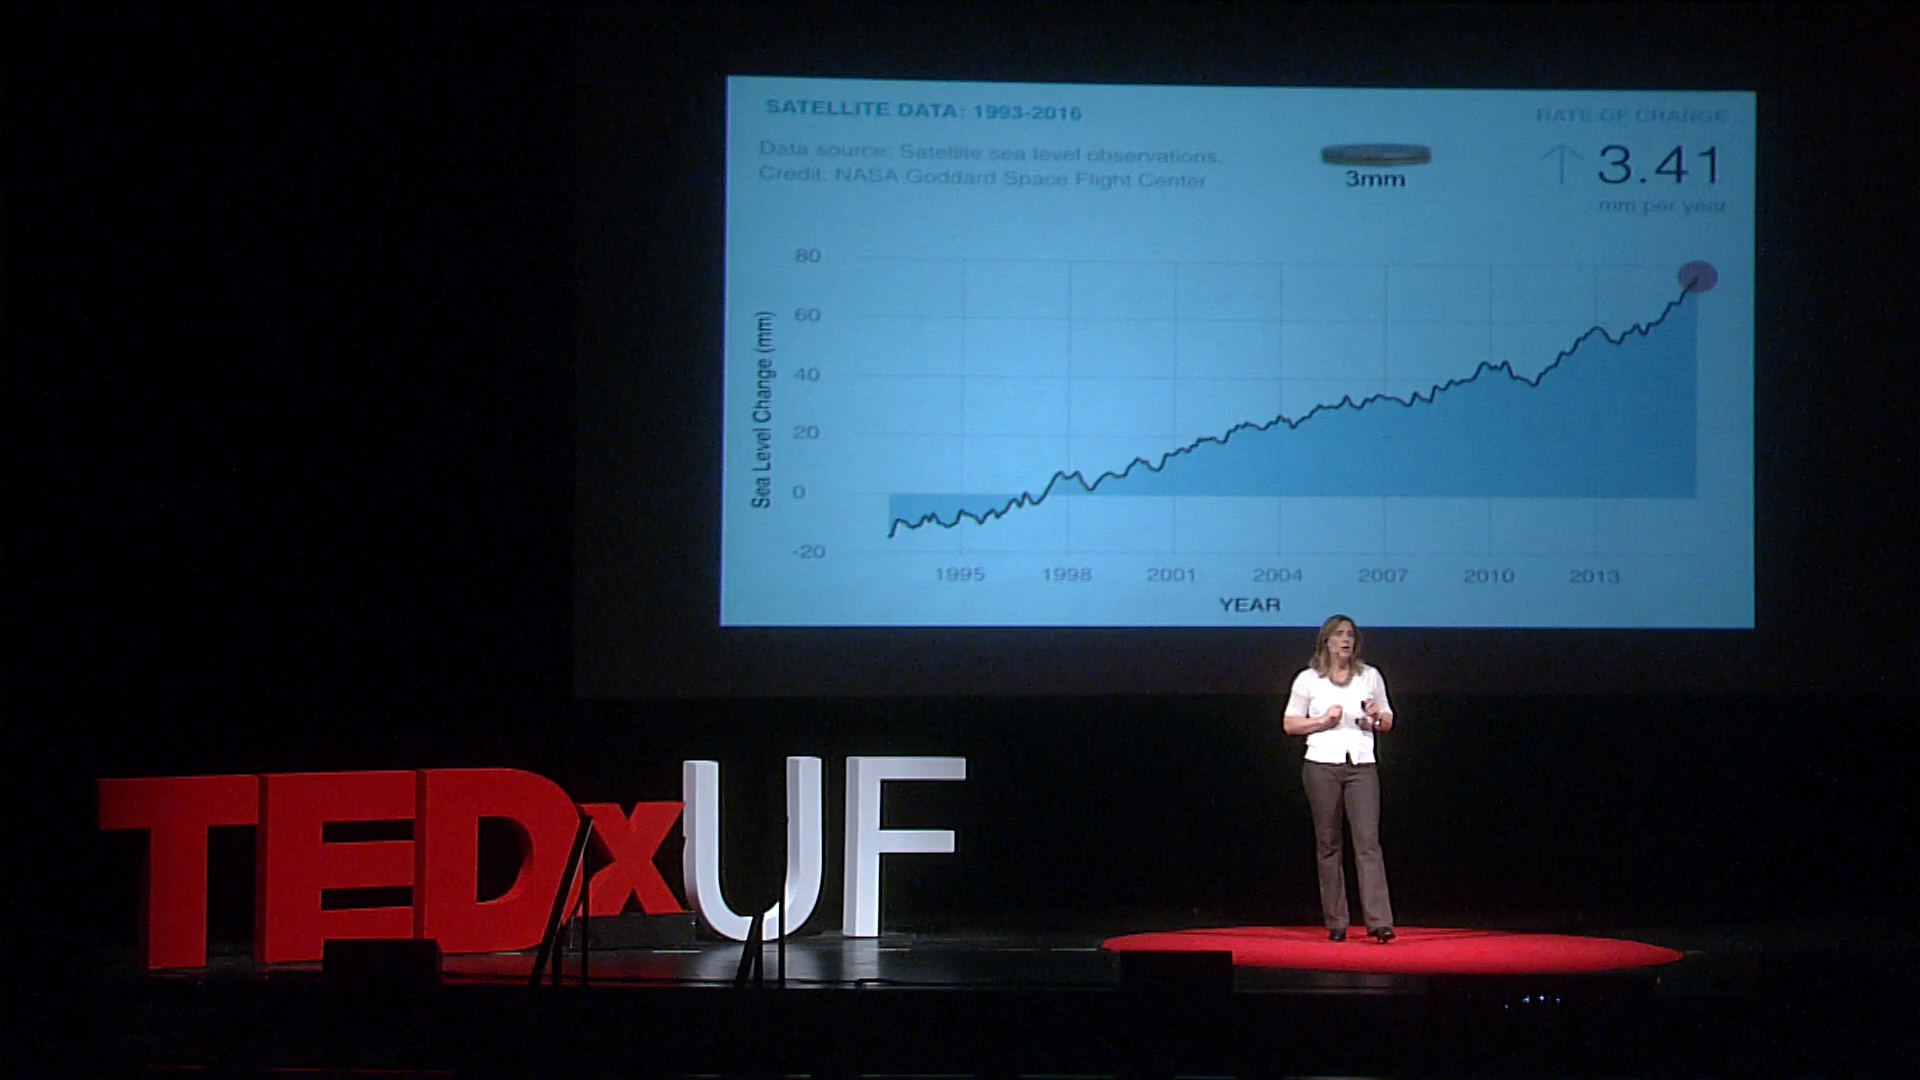 SATELLITE DATA: 1993-2016
RATE OF CHANGE
Data source: Satellite sea level observations.
Credit: NASA Goddard Space Flight Center
3mm
↑ 3.41
mm per year
Sea Level Change (mm)
80
60
40
20
0
-20
1995 1998 2001 2004 2007 2010 2013
YEAR
TEDxUF